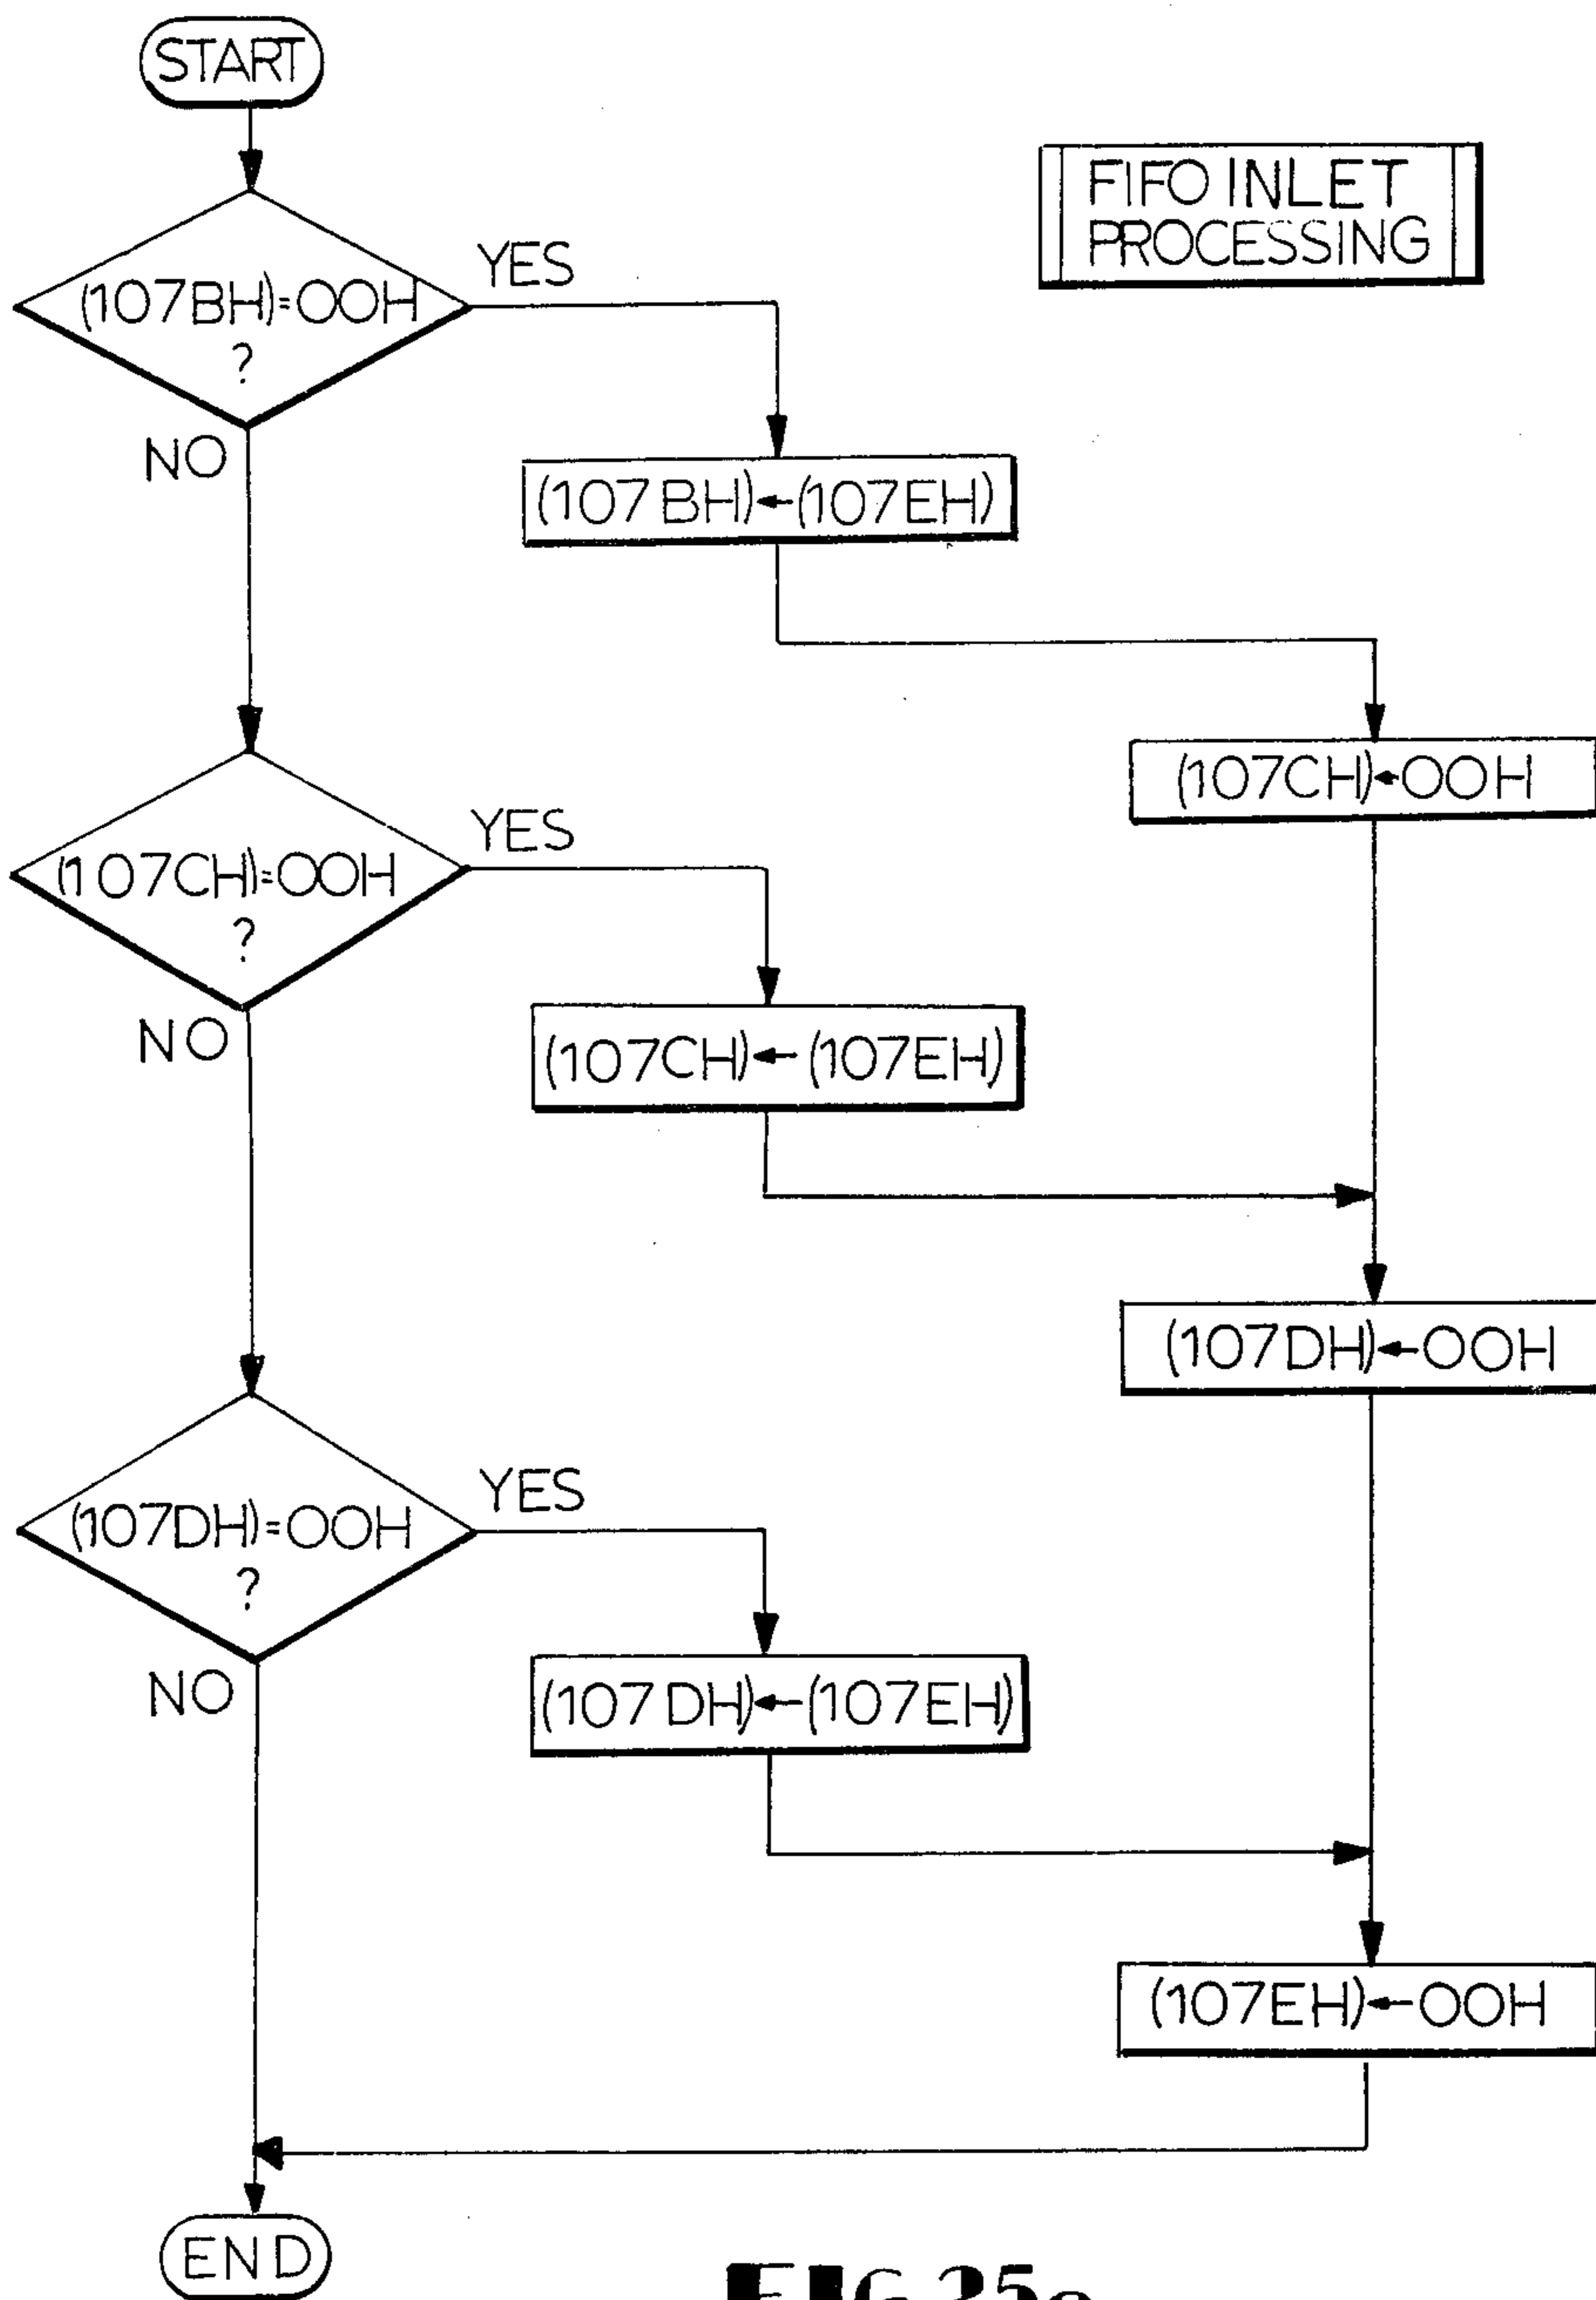 START
FIFO INLET
PROCESSING
(107BH)=OOH
?
YES
NO
(107BH)←(107EH)
(107CH)←OOH
(107CH)=OOH
?
YES
NO
(107CH)←(107EH)
(107DH)←OOH
(107DH)=OOH
?
YES
NO
(107DH)←(107EH)
(107EH)←OOH
END